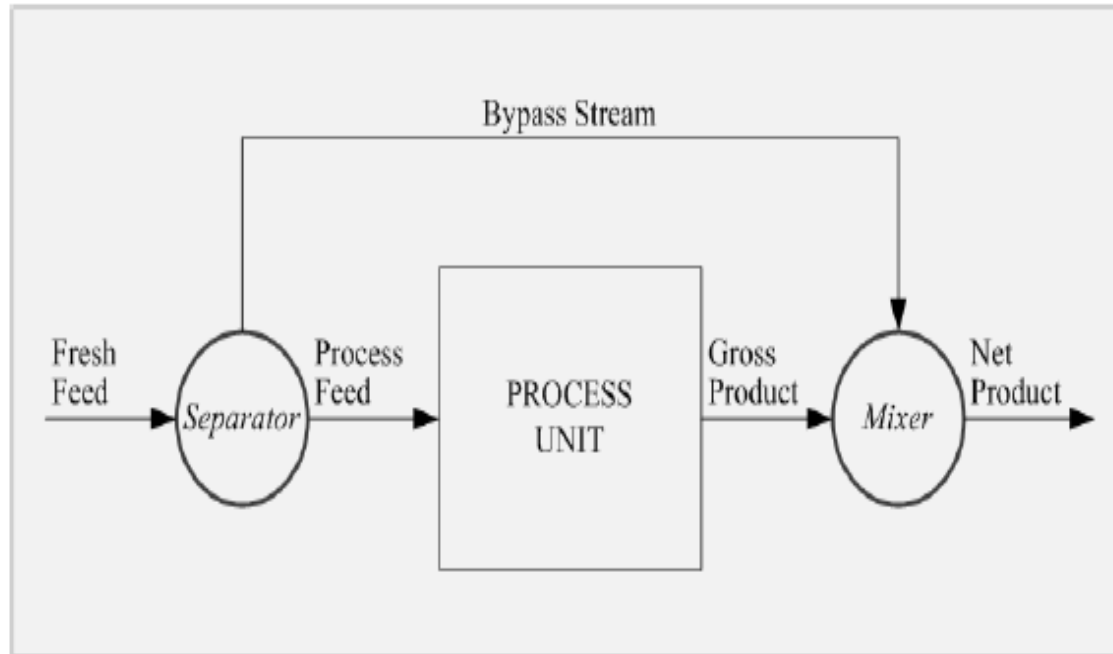 Bypass Stream
Fresh
Feed
Separator
Process
Feed
PROCESS
UNIT
Gross
Product
Mixer
Net
Product